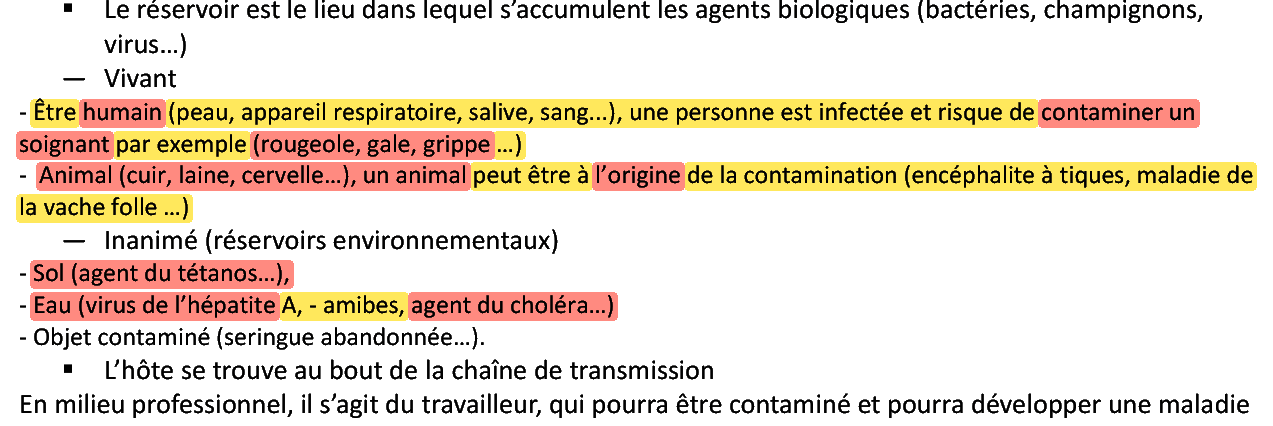 ▪ Le réservoir est le lieu dans lequel s’accumulent les agents biologiques (bactéries, champignons,
virus…)
— Vivant
- Être humain (peau, appareil respiratoire, salive, sang...), une personne est infectée et risque de contaminer un
soignant par exemple (rougeole, gale, grippe …)
- Animal (cuir, laine, cervelle…), un animal peut être à l’origine de la contamination (encéphalite à tiques, maladie de
la vache folle …)
— Inanimé (réservoirs environnementaux)
- Sol (agent du tétanos…),
- Eau (virus de l’hépatite A, - amibes, agent du choléra…)
- Objet contaminé (seringue abandonnée…).
▪ L’hôte se trouve au bout de la chaîne de transmission
En milieu professionnel, il s’agit du travailleur, qui pourra être contaminé et pourra développer une maladie